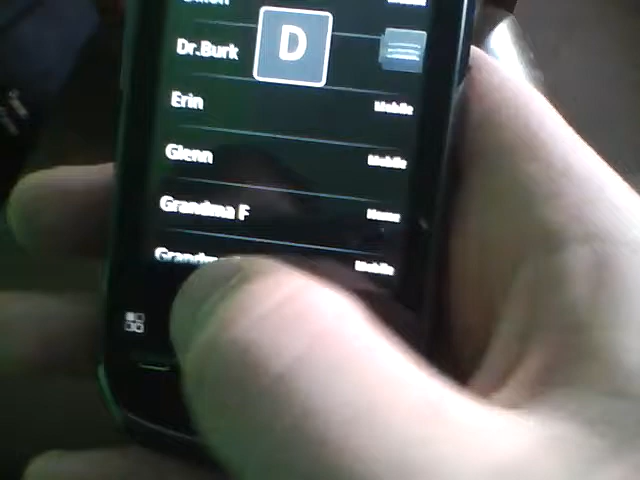 D
Dr.Burk
Erin Mobile
Glenn Mobile
Grandma F Home
Mobile